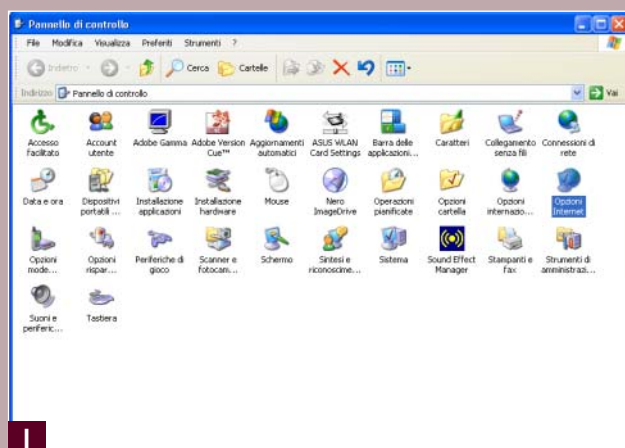 Pannello di controllo
File Modifica Visualizza Preferiti Strumenti ?
Indietro Cerca Cartelle
Indirizzo Pannello di controllo Vai
Accesso facilitato
Account utente
Adobe Gamma
Adobe Version Cue™
Aggiornamenti automatici
ASUS WLAN Card Settings
Barra delle applicazioni...
Caratteri
Collegamento senza fili
Connessioni di rete
Data e ora
Dispositivi portatili ...
Installazione applicazioni
Installazione hardware
Mouse
Nero ImageDrive
Operazioni pianificate
Opzioni cartella
Opzioni internazio...
Opzioni Internet
Opzioni mode...
Opzioni rispar...
Periferiche di gioco
Scanner e fotocam...
Schermo
Sintesi e riconoscime...
Sistema
Sound Effect Manager
Stampanti e fax
Strumenti di amministrazi...
Suoni e periferic...
Tastiera